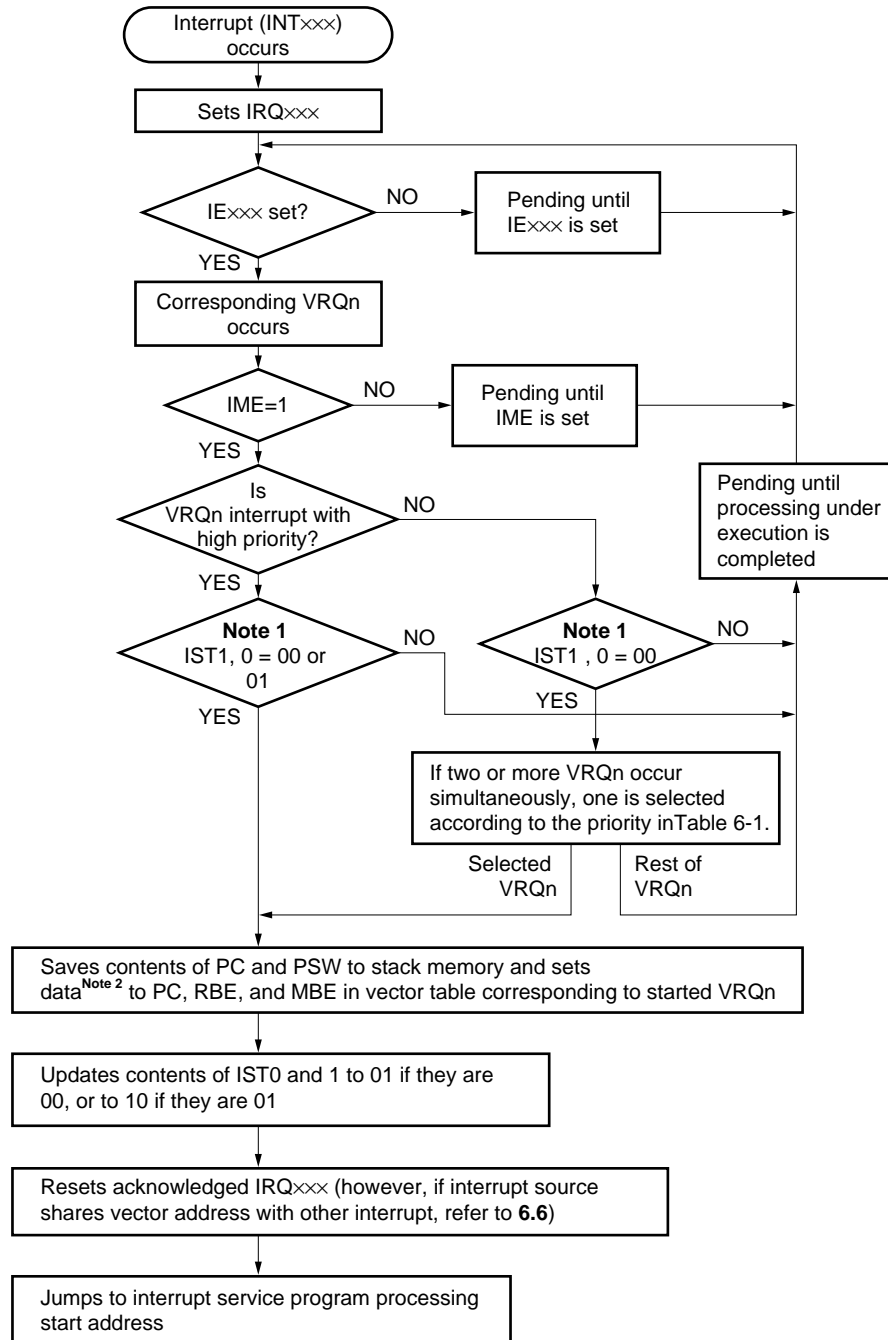 Interrupt (INT×××)
occurs
Sets IRQ×××
IE××× set?
NO
Pending until
IE××× is set
YES
Corresponding VRQn
occurs
IME=1
NO
Pending until
IME is set
YES
Is
VRQn interrupt with
high priority?
NO
Pending until
processing under
execution is
completed
YES
Note 1
IST1, 0 = 00 or
01
NO
Note 1
IST1 , 0 = 00
NO
YES
YES
If two or more VRQn occur
simultaneously, one is selected
according to the priority inTable 6-1.
Selected
VRQn
Rest of
VRQn
Saves contents of PC and PSW to stack memory and sets
data Note 2 to PC, RBE, and MBE in vector table corresponding to started VRQn
Updates contents of IST0 and 1 to 01 if they are
00, or to 10 if they are 01
Resets acknowledged IRQ××× (however, if interrupt source
shares vector address with other interrupt, refer to 6.6)
Jumps to interrupt service program processing
start address